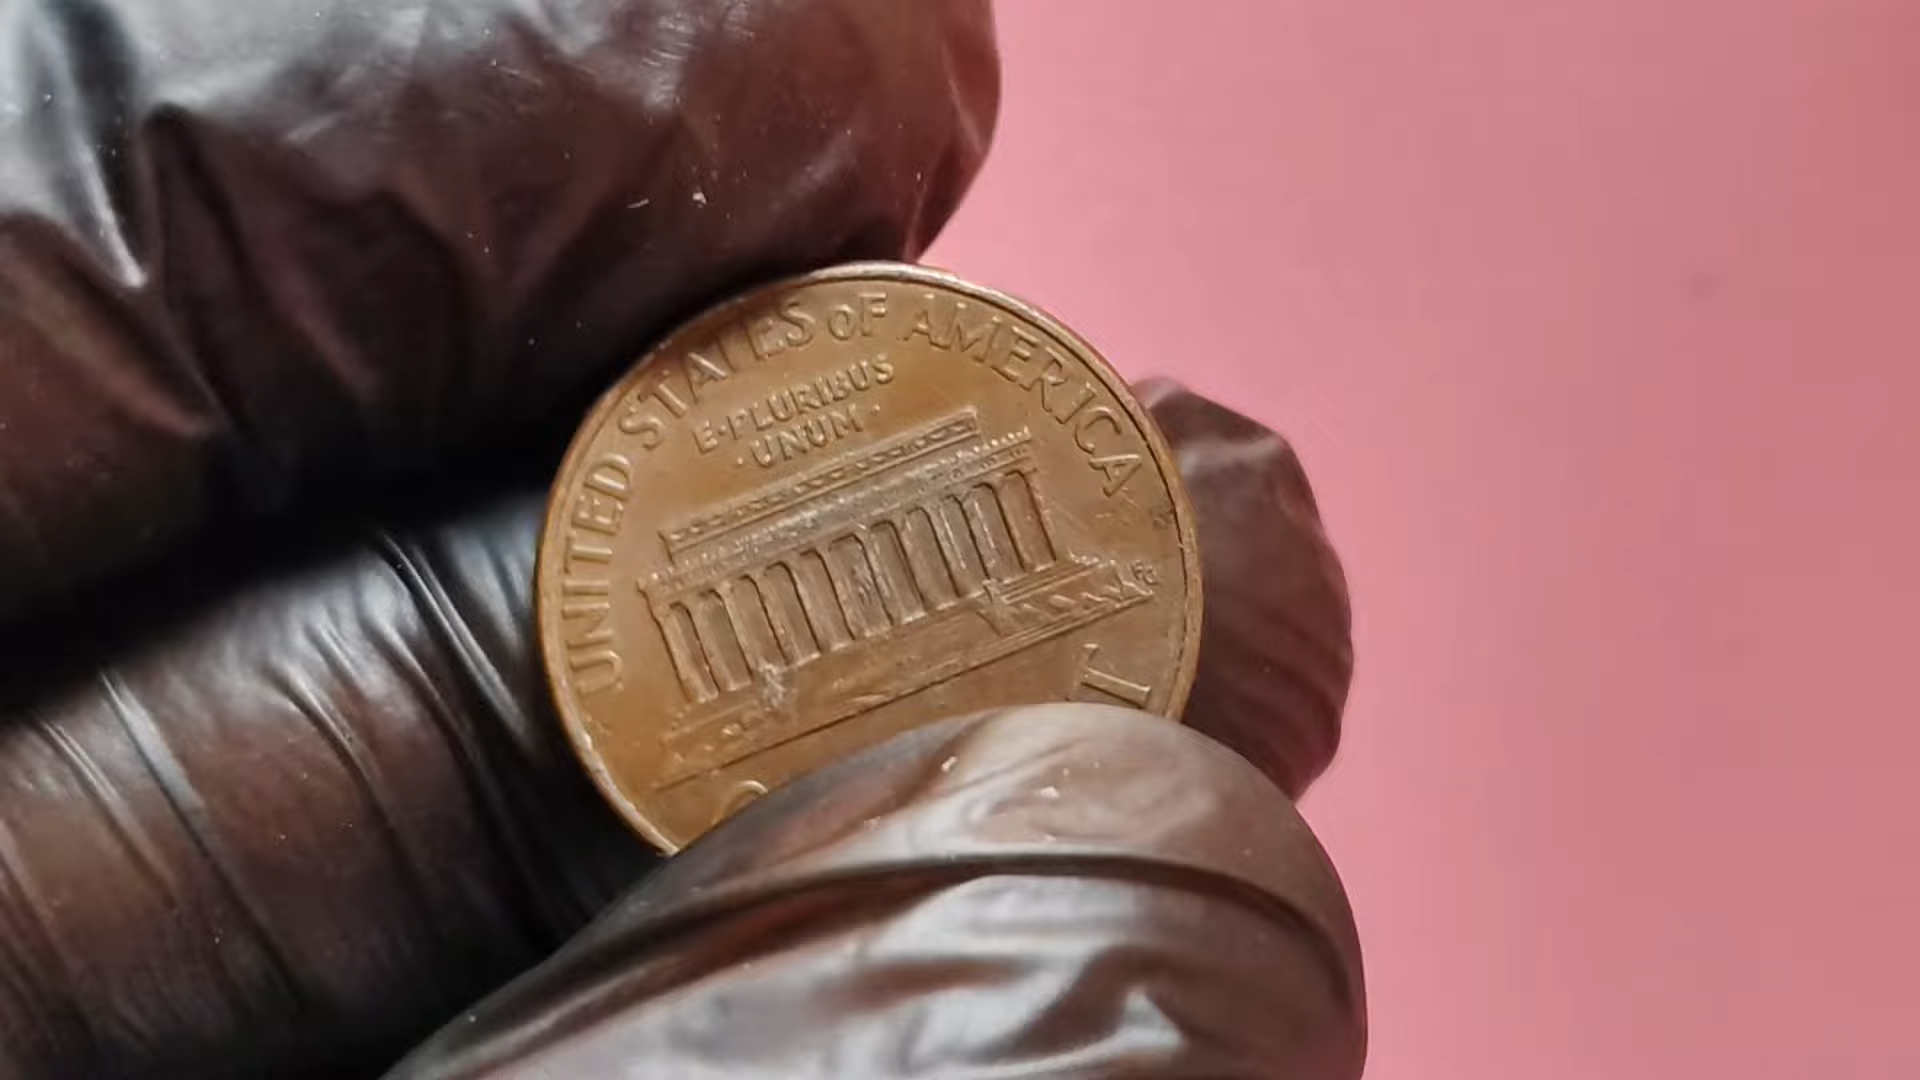 UNITED STATES OF AMERICA
E·PLURIBUS
·UNUM·
FG
T